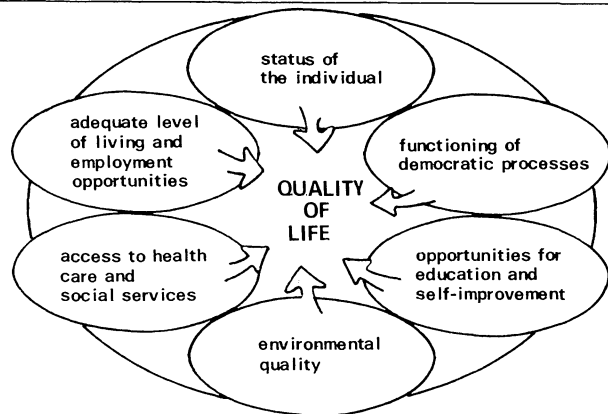 status of
the individual
adequate level
of living and
employment
opportunities
functioning of
democratic processes
QUALITY
OF
LIFE
access to health
care and
social services
opportunities for
education and
self-improvement
environmental
quality